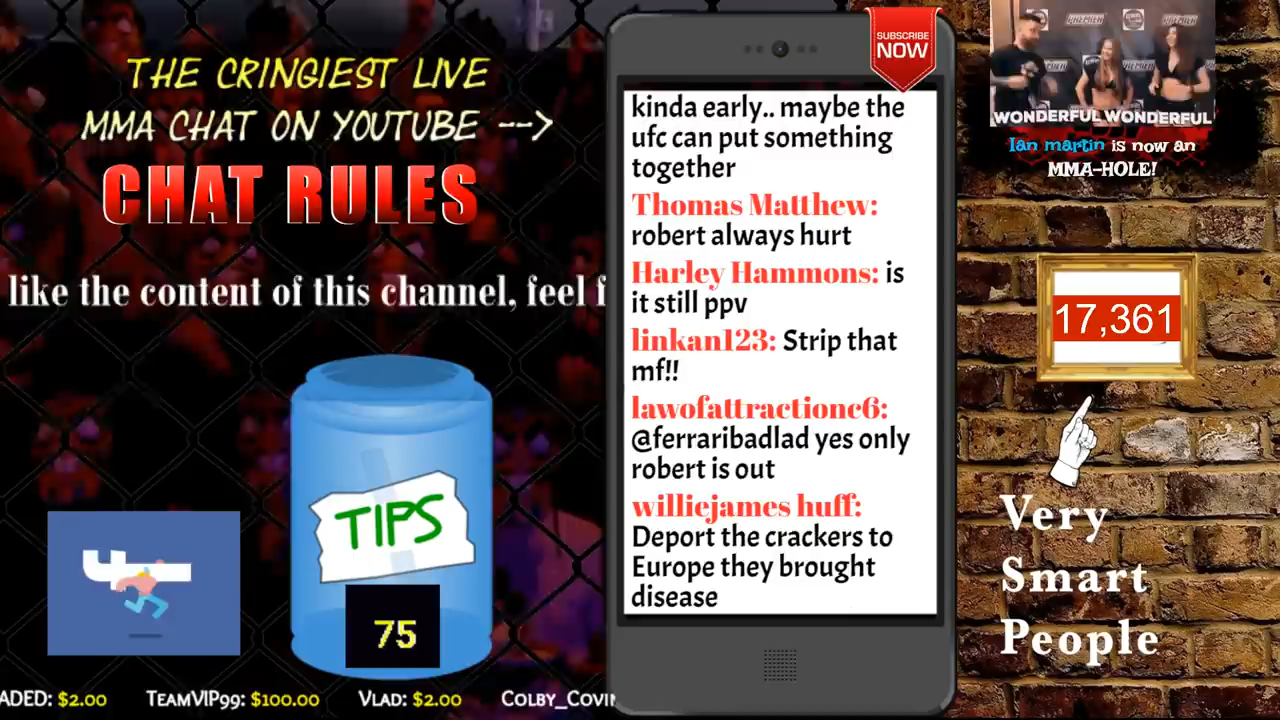 THE CRINGIEST LIVE
MMA CHAT ON YOUTUBE -->
CHAT RULES
like the content of this channel, feel f
TIPS
75
ADED: $2.00 TEAMVIP99: $100.00 VLAD: $2.00 COLBY_COVIN
SUBSCRIBE
NOW
kinda early.. maybe the
ufc can put something
together
Thomas Matthew:
robert always hurt
Harley Hammons: is
it still ppv
linkan123: Strip that
mf!!
lawofattractionc6:
@ferraribadlad yes only
robert is out
williejames huff:
Deport the crackers to
Europe they brought
disease
WONDERFUL WONDERFUL
Ian martin is now an
MMA-HOLE!
17,361
Very
Smart
People